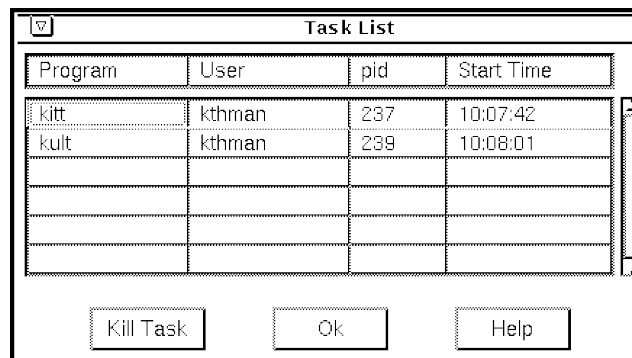 Task List
Program User pid Start Time
kitt kthman 237 10:07:42
kult kthman 239 10:08:01
Kill Task Ok Help